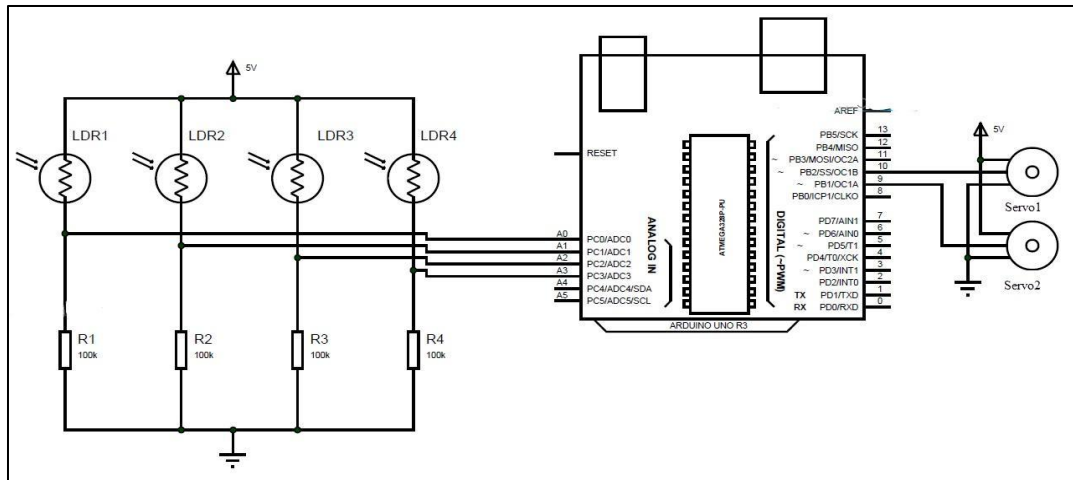 5V
LDR1
LDR2
LDR3
LDR4
R1
100k
R2
100k
R3
100k
R4
100k
RESET
A0
A1
A2
A3
A4
A5
PC0/ADC0
PC1/ADC1
PC2/ADC2
PC3/ADC3
PC4/ADC4/SDA
PC5/ADC5/SCL
ANALOG IN
ATMEGA328P-PU
DIGITAL (~PWM)
ARDUINO UNO R3
AREF
PB5/SCK 13
PB4/MISO 12
~ PB3/MOSI/OC2A 11
~ PB2/SS/OC1B 10
~ PB1/OC1A 9
PB0/ICP1/CLKO 8
PD7/AIN1 7
~ PD6/AIN0 6
~ PD5/T1 5
PD4/T0/XCK 4
~ PD3/INT1 3
PD2/INT0 2
TX PD1/TXD 1
RX PD0/RXD 0
5V
Servo1
Servo2